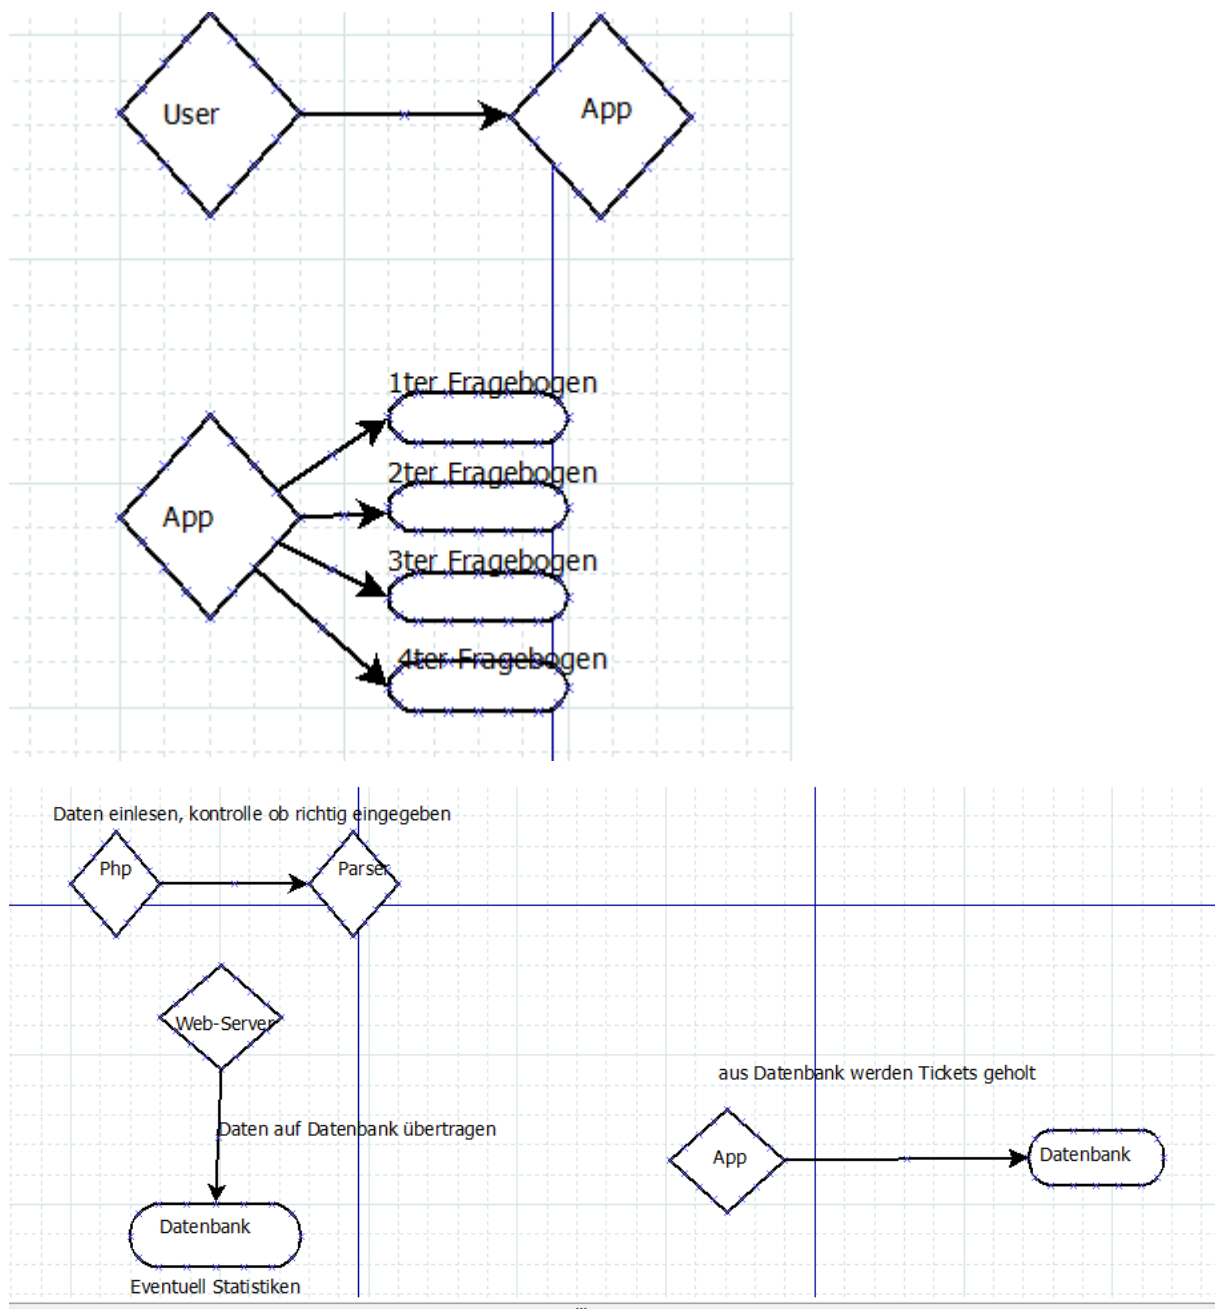 User
App
1ter Fragebogen
2ter Fragebogen
App
3ter Fragebogen
4ter Fragebogen
Daten einlesen, kontrolle ob richtig eingegeben
Php
Parser
Web-Server
Daten auf Datenbank übertragen
Datenbank
Eventuell Statistiken
aus Datenbank werden Tickets geholt
App
Datenbank